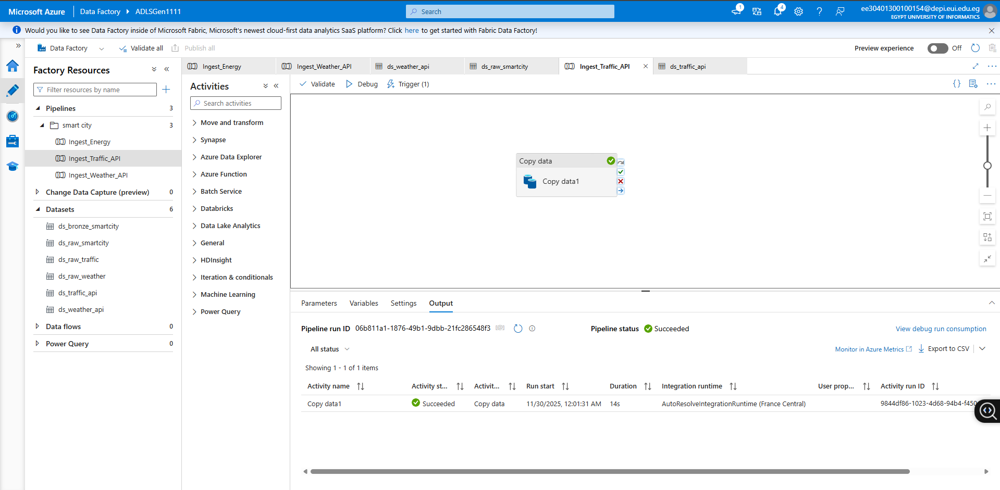 Microsoft Azure
Data Factory
ADLSGen1111
Search
1
4
ee30401300100154@depi.eui.edu.eg
EGYPT UNIVERSITY OF INFORMATICS
Would you like to see Data Factory inside of Microsoft Fabric, Microsoft's newest cloud-first data analytics SaaS platform? Click here to get started with Fabric Data Factory!
Data Factory
Validate all
Publish all
Preview experience
Off
Factory Resources
Filter resources by name
Pipelines 3
smart city 3
Ingest_Energy
Ingest_Traffic_API
Ingest_Weather_API
Change Data Capture (preview) 0
Datasets 6
ds_bronze_smartcity
ds_raw_smartcity
ds_raw_traffic
ds_raw_weather
ds_traffic_api
ds_weather_api
Data flows 0
Power Query 0
Ingest_Energy
Ingest_Weather_API
ds_weather_api
ds_raw_smartcity
Ingest_Traffic_API
ds_traffic_api
Activities
Search activities
Move and transform
Synapse
Azure Data Explorer
Azure Function
Batch Service
Databricks
Data Lake Analytics
General
HDInsight
Iteration & conditionals
Machine Learning
Power Query
Validate
Debug
Trigger (1)
Copy data
Copy data1
Parameters
Variables
Settings
Output
Pipeline run ID 06b811a1-1876-49b1-9dbb-21fc286548f3
Pipeline status Succeeded
View debug run consumption
All status
Monitor in Azure Metrics
Export to CSV
Showing 1 - 1 of 1 items
Activity name Activity st... Activit... Run start Duration Integration runtime User prop... Activity run ID
Copy data1 Succeeded Copy data 11/30/2025, 12:01:31 AM 14s AutoResolveIntegrationRuntime (France Central) 9844df86-1023-4d68-94b4-f450